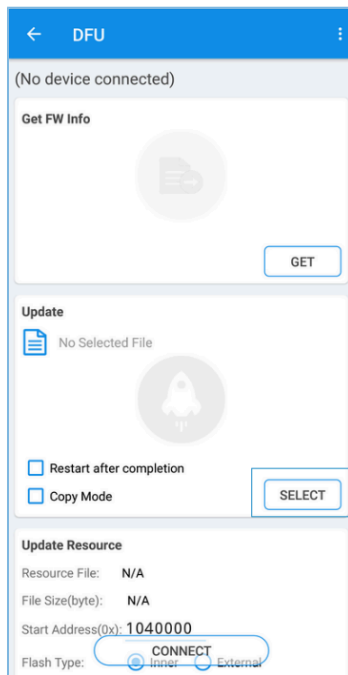 DFU
(No device connected)
Get FW Info
GET
Update
No Selected File
Restart after completion
Copy Mode
SELECT
Update Resource
Resource File: N/A
File Size(byte): N/A
Start Address(0x): 1040000
CONNECT
Flash Type: Inner External